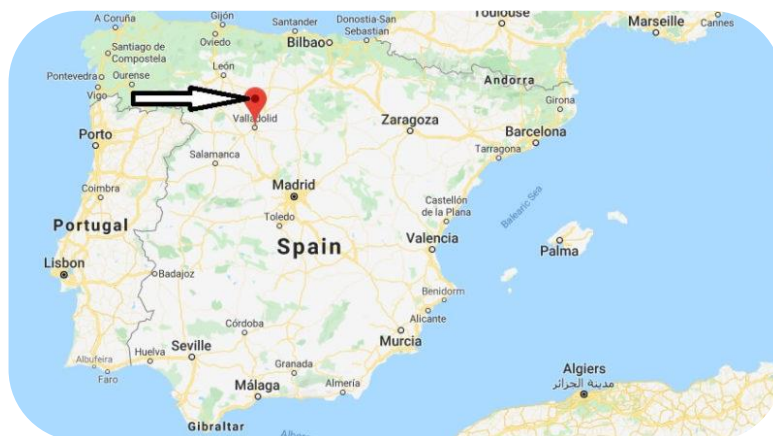 A Coruña
Gijón
Santander
Donostia-San
Sebastian
Toulouse
Marseille
Cannes
Oviedo
Bilbao
Santiago de
Compostela
León
Andorra
Pontevedra
Ourense
Vigo
Girona
Valladolid
Zaragoza
Barcelona
Porto
Tarragona
Salamanca
Madrid
Coimbra
Castellón
de la Plana
Balearic Sea
Toledo
Portugal
Spain
Valencia
Palma
Lisbon
Badajoz
Benidorm
Alicante
Córdoba
Murcia
Huelva
Seville
Albufeira
Faro
Granada
Algiers
مدينة الجزائر
Málaga
Almería
Gibraltar